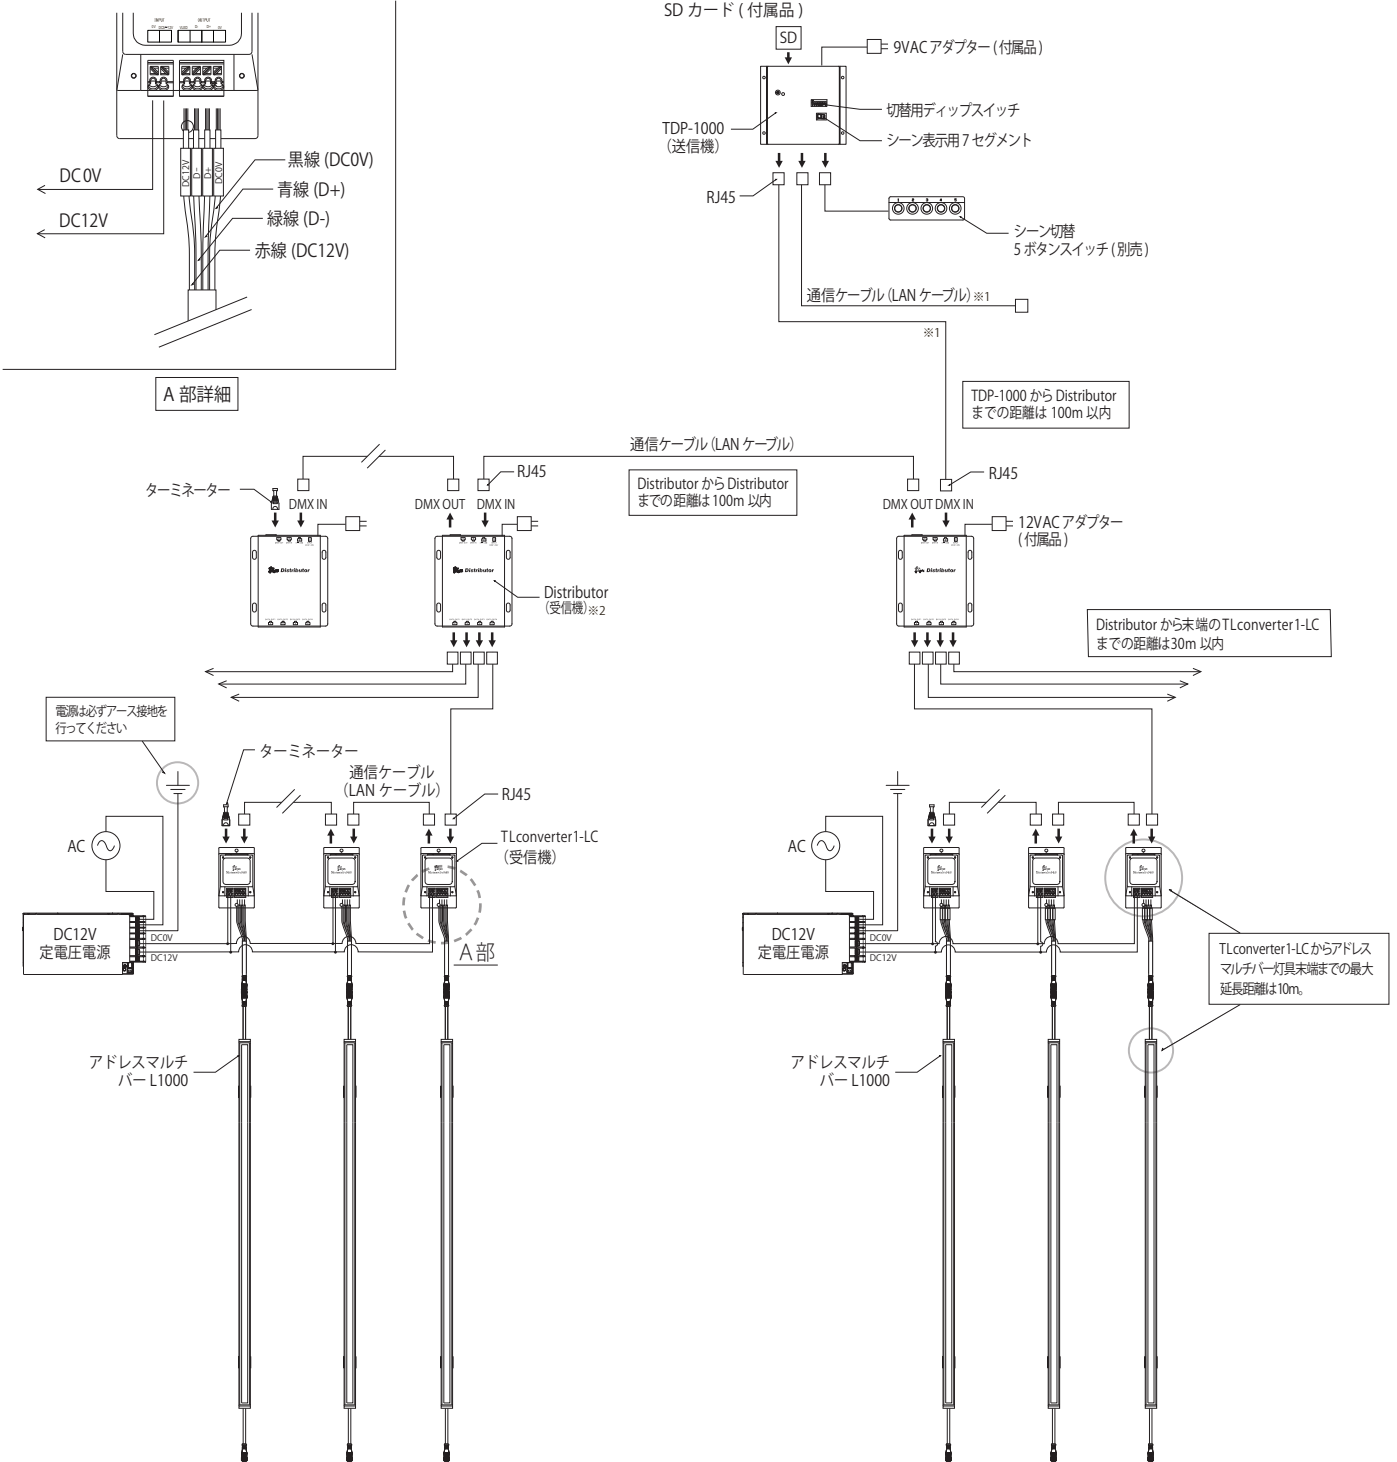 INPUT
OUTPUT
DC12V
D-
D+
DC0V
黒線 (DC0V)
青線 (D+)
緑線 (D-)
赤線 (DC12V)
DC0V
DC12V
A 部詳細
SD カード ( 付属品 )
SD
9VAC アダプター (付属品)
切替用ディップスイッチ
シーン表示用 7 セグメント
TDP-1000
（送信機）
RJ45
1 2 3 4 5
シーン切替
5 ボタンスイッチ ( 別売 )
通信ケーブル （LAN ケーブル） ※1
※1
TDP-1000 から Distributor
までの距離は 100m 以内
通信ケーブル （LAN ケーブル）
RJ45
Distributor から Distributor
までの距離は 100m 以内
RJ45
ターミネーター
DMX IN
DMX OUT
DMX IN
DMX OUT
DMX IN
12VAC アダプター
( 付属品 )
Distributor
Distributor
Distributor
Distributor
（受信機）※2
Distributor から末端の TLconverter1-LC
までの距離は30m 以内
電源は必ずアース接地を
行ってください
ターミネーター
通信ケーブル
（LAN ケーブル）
RJ45
TLconverter1-LC
（受信機）
AC
DC12V
定電圧電源
DC0V
DC12V
A 部
アドレスマルチ
バー L1000
AC
DC12V
定電圧電源
DC0V
DC12V
TLconverter1-LC からアドレス
マルチバー灯具末端までの最大
延長距離は10m。
アドレスマルチ
バー L1000